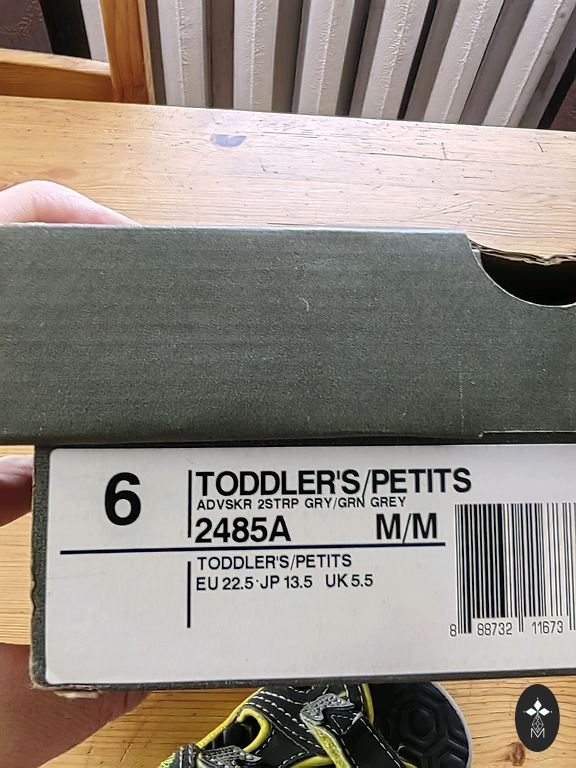 6
TODDLER'S/PETITS
ADVSKR 2STRP GRY/GRN GREY
2485A M/M
TODDLER'S/PETITS
EU 22.5·JP 13.5 UK 5.5
8 88732 11673
M